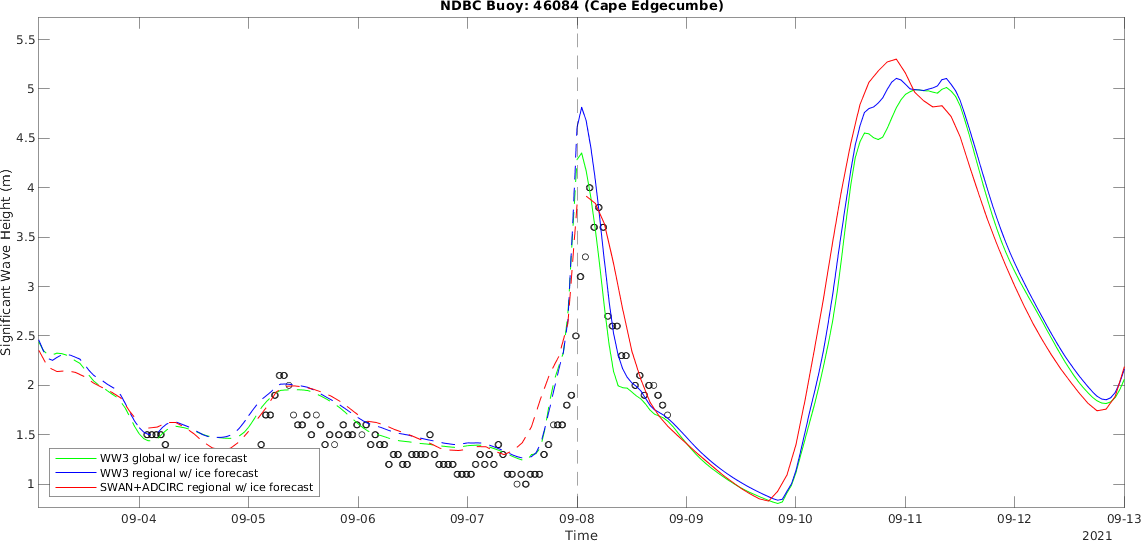 NDBC Buoy: 46084 (Cape Edgecumbe)
5.5
5
4.5
4
3.5
3
2.5
2
1.5
1
Significant Wave Height (m)
WW3 global w/ ice forecast
WW3 regional w/ ice forecast
SWAN+ADCIRC regional w/ ice forecast
09-04 09-05 09-06 09-07 09-08 09-09 09-10 09-11 09-12 09-13
Time
2021